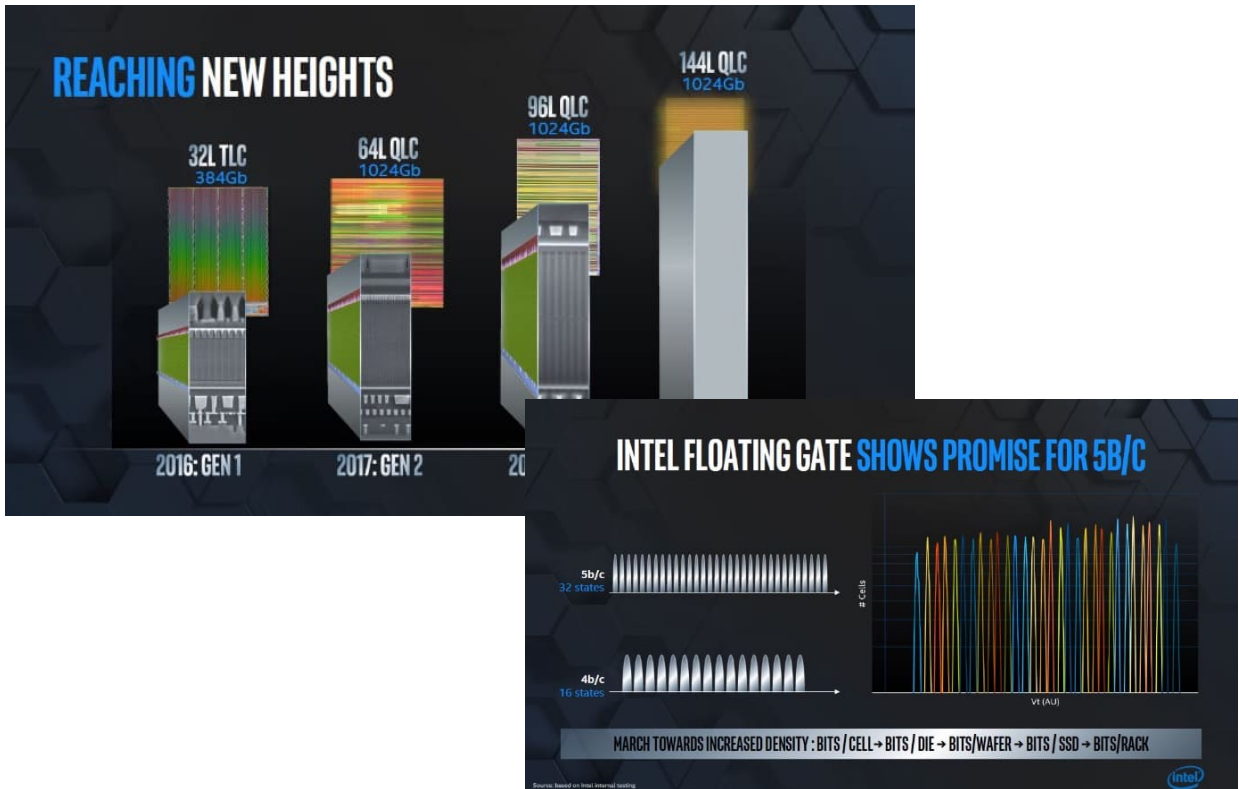 REACHING NEW HEIGHTS
32L TLC
384Gb
64L QLC
1024Gb
96L QLC
1024Gb
144L QLC
1024Gb
2016: GEN 1
2017: GEN 2
20
INTEL FLOATING GATE SHOWS PROMISE FOR 5B/C
5b/c
32 states
4b/c
16 states
# Cells
Vt (AU)
MARCH TOWARDS INCREASED DENSITY : BITS / CELL → BITS / DIE → BITS/WAFER → BITS / SSD → BITS/RACK
Source: based on Intel internal testing
intel